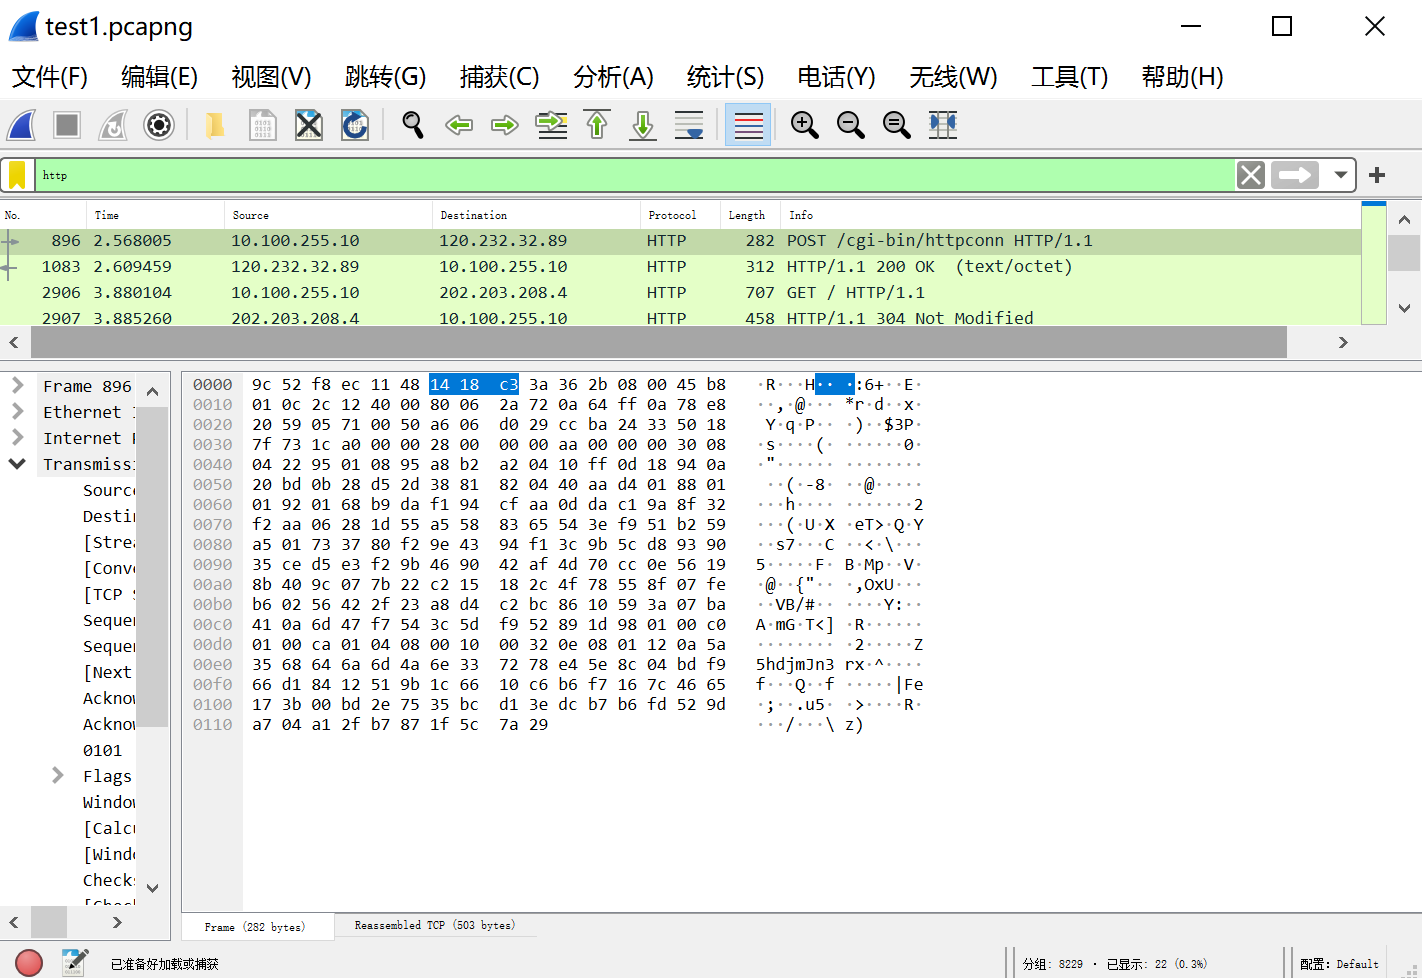 test1.pcapng
文件(F) 编辑(E) 视图(V) 跳转(G) 捕获(C) 分析(A) 统计(S) 电话(Y) 无线(W) 工具(T) 帮助(H)
http
No. Time Source Destination Protocol Length Info
896 2.568005 10.100.255.10 120.232.32.89 HTTP 282 POST /cgi-bin/httpconn HTTP/1.1
1083 2.609459 120.232.32.89 10.100.255.10 HTTP 312 HTTP/1.1 200 OK (text/octet)
2906 3.880104 10.100.255.10 202.203.208.4 HTTP 707 GET / HTTP/1.1
2907 3.885260 202.203.208.4 10.100.255.10 HTTP 458 HTTP/1.1 304 Not Modified
Frame 896
Ethernet
Internet
Transmiss
Source
Destin
[Strea
[Conve
[TCP
Sequen
Sequen
[Next
Acknow
Acknow
0101
Flags
Window
[Calcu
[Windo
Checks
0000 9c 52 f8 ec 11 48 14 18 c3 3a 36 2b 08 00 45 b8 ·R···H·· ·:6+··E·
0010 01 0c 2c 12 40 00 80 06 2a 72 0a 64 ff 0a 78 e8 ··,·@··· *r·d··x·
0020 20 59 05 71 00 50 a6 06 d0 29 cc ba 24 33 50 18 Y·q·P·· ·)··$3P·
0030 7f 73 1c a0 00 00 28 00 00 00 aa 00 00 00 30 08 ·s····(· ······0·
0040 04 22 95 01 08 95 a8 b2 a2 04 10 ff 0d 18 94 0a ·"······ ········
0050 20 bd 0b 28 d5 2d 38 81 82 04 40 aa d4 01 88 01 ··(·-8· ··@·····
0060 01 92 01 68 b9 da f1 94 cf aa 0d da c1 9a 8f 32 ···h···· ·······2
0070 f2 aa 06 28 1d 55 a5 58 83 65 54 3e f9 51 b2 59 ···(·U·X ·eT>·Q·Y
0080 a5 01 73 37 80 f2 9e 43 94 f1 3c 9b 5c d8 93 90 ··s7···C ··<·\···
0090 35 ce d5 e3 f2 9b 46 90 42 af 4d 70 cc 0e 56 19 5·····F· B·Mp··V·
00a0 8b 40 9c 07 7b 22 c2 15 18 2c 4f 78 55 8f 07 fe ·@··{"·· ·,OxU···
00b0 b6 02 56 42 2f 23 a8 d4 c2 bc 86 10 59 3a 07 ba ··VB/#·· ····Y:··
00c0 41 0a 6d 47 f7 54 3c 5d f9 52 89 1d 98 01 00 c0 A·mG·T<] ·R······
00d0 01 00 ca 01 04 08 00 10 00 32 0e 08 01 12 0a 5a ········ ·2·····Z
00e0 35 68 64 6a 6d 4a 6e 33 72 78 e4 5e 8c 04 bd f9 5hdjmJn3 rx·^····
00f0 66 d1 84 12 51 9b 1c 66 10 c6 b6 f7 16 7c 46 65 f···Q··f ·····|Fe
0100 17 3b 00 bd 2e 75 35 bc d1 3e dc b7 b6 fd 52 9d ·;··.u5· ·>····R·
0110 a7 04 a1 2f b7 87 1f 5c 7a 29 ···/···\ z)
Frame (282 bytes) Reassembled TCP (503 bytes)
已准备好加载或捕获 分组: 8229 · 已显示: 22 (0.3%) 配置: Default